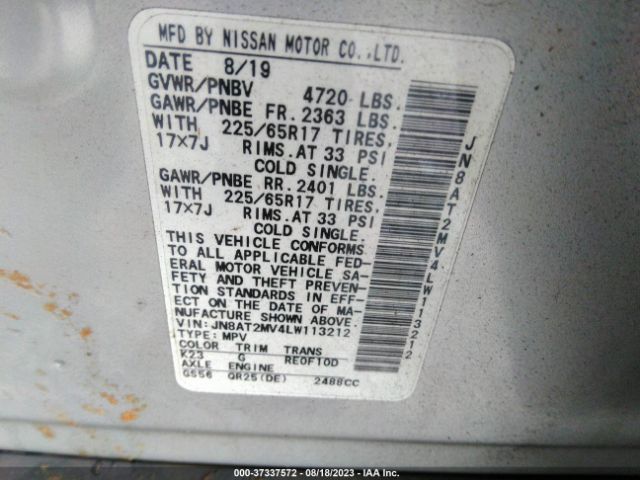 MFD BY NISSAN MOTOR CO.,LTD.
DATE 8/19
GVWR/PNBV 4720 LBS.
GAWR/PNBE FR. 2363 LBS.
WITH 225/65R17 TIRES,
17×7J RIMS.AT 33 PSI
COLD SINGLE.
GAWR/PNBE RR. 2401 LBS.
WITH 225/65R17 TIRES,
17×7J RIMS.AT 33 PSI
COLD SINGLE.
THIS VEHICLE CONFORMS
TO ALL APPLICABLE FED-
ERAL MOTOR VEHICLE SA-
FETY AND THEFT PREVEN-
TION STANDARDS IN EFF-
ECT ON THE DATE OF MA-
NUFACTURE SHOWN ABOVE.
VIN:JN8AT2MV4LW113212
TYPE: MPV
COLOR TRIM TRANS
K23 G RE0F10D
AXLE ENGINE
GS56 QR25(DE) 2488CC
JN8AT2MV4LW113212
000-37337572 — 08/18/2023 — IAA Inc.